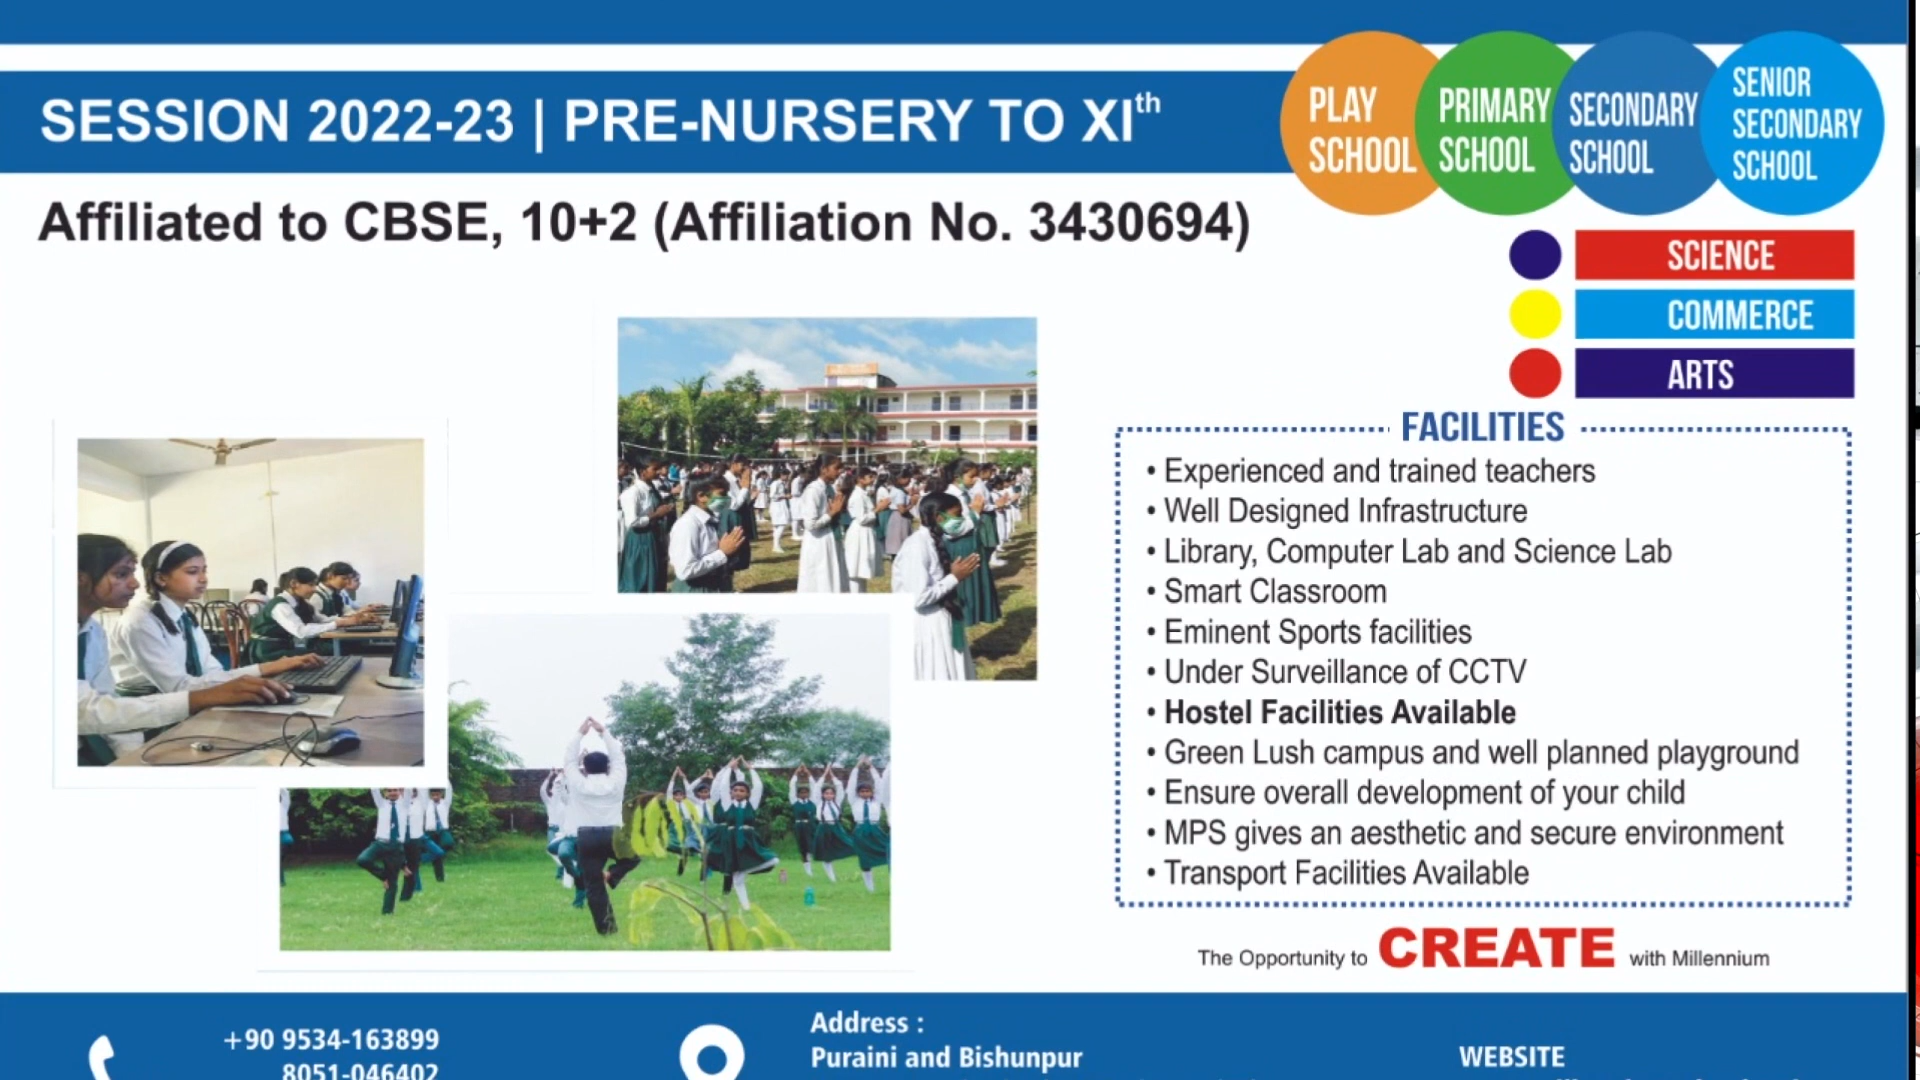 SESSION 2022-23 | PRE-NURSERY TO XIth
PLAY
SCHOOL
PRIMARY
SCHOOL
SECONDARY
SCHOOL
SENIOR
SECONDARY
SCHOOL
Affiliated to CBSE, 10+2 (Affiliation No. 3430694)
SCIENCE
COMMERCE
ARTS
FACILITIES
• Experienced and trained teachers
• Well Designed Infrastructure
• Library, Computer Lab and Science Lab
• Smart Classroom
• Eminent Sports facilities
• Under Surveillance of CCTV
• Hostel Facilities Available
• Green Lush campus and well planned playground
• Ensure overall development of your child
• MPS gives an aesthetic and secure environment
• Transport Facilities Available
The Opportunity to CREATE with Millennium
+90 9534-163899
8051-046402
Address :
Puraini and Bishunpur
WEBSITE